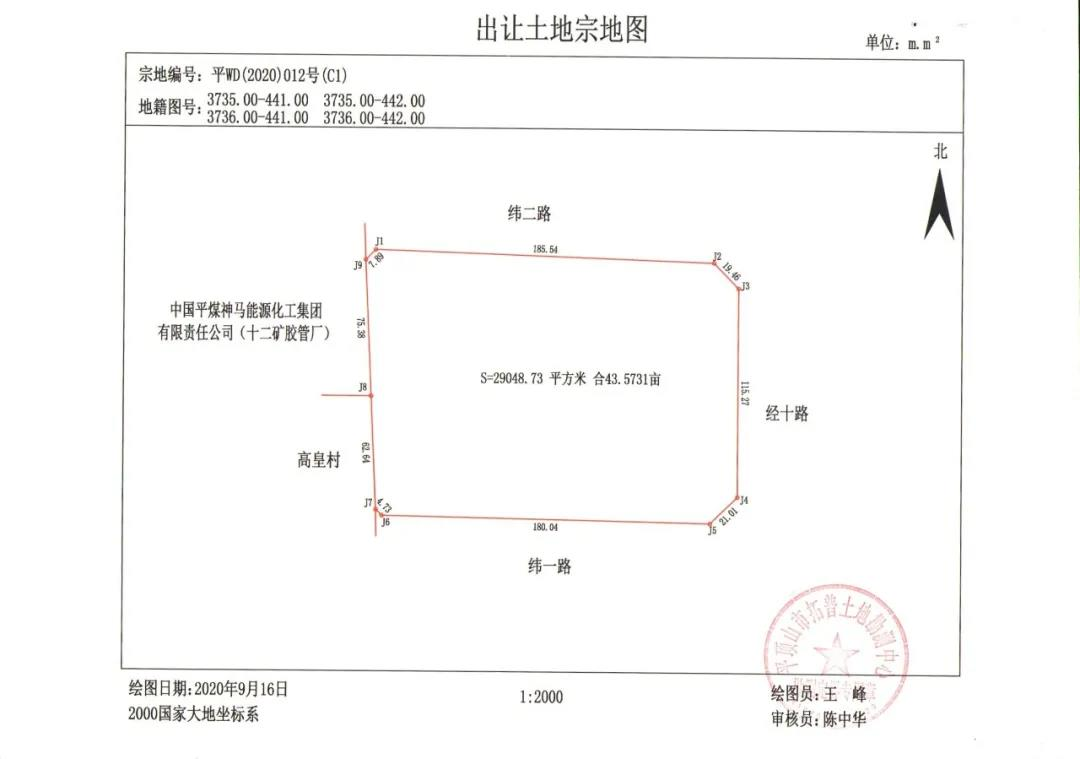 出让土地宗地图
单位：m.m²
宗地编号：平WD(2020)012号(C1)
地籍图号：
3735.00-441.00 3735.00-442.00
3736.00-441.00 3736.00-442.00
北
纬二路
J1
185.54
J2
J9
7.89
19.46
J3
中国平煤神马能源化工集团
有限责任公司（十二矿胶管厂）
75.38
S=29048.73 平方米 合43.5731亩
J8
115.27
经十路
62.64
高皇村
J7
4.73
J6
180.04
J4
21.01
J5
纬一路
平顶山市拓普土地勘测中心
绘图日期：2020年9月16日
1:2000
绘图员：王 峰
2000国家大地坐标系
审核员：陈中华